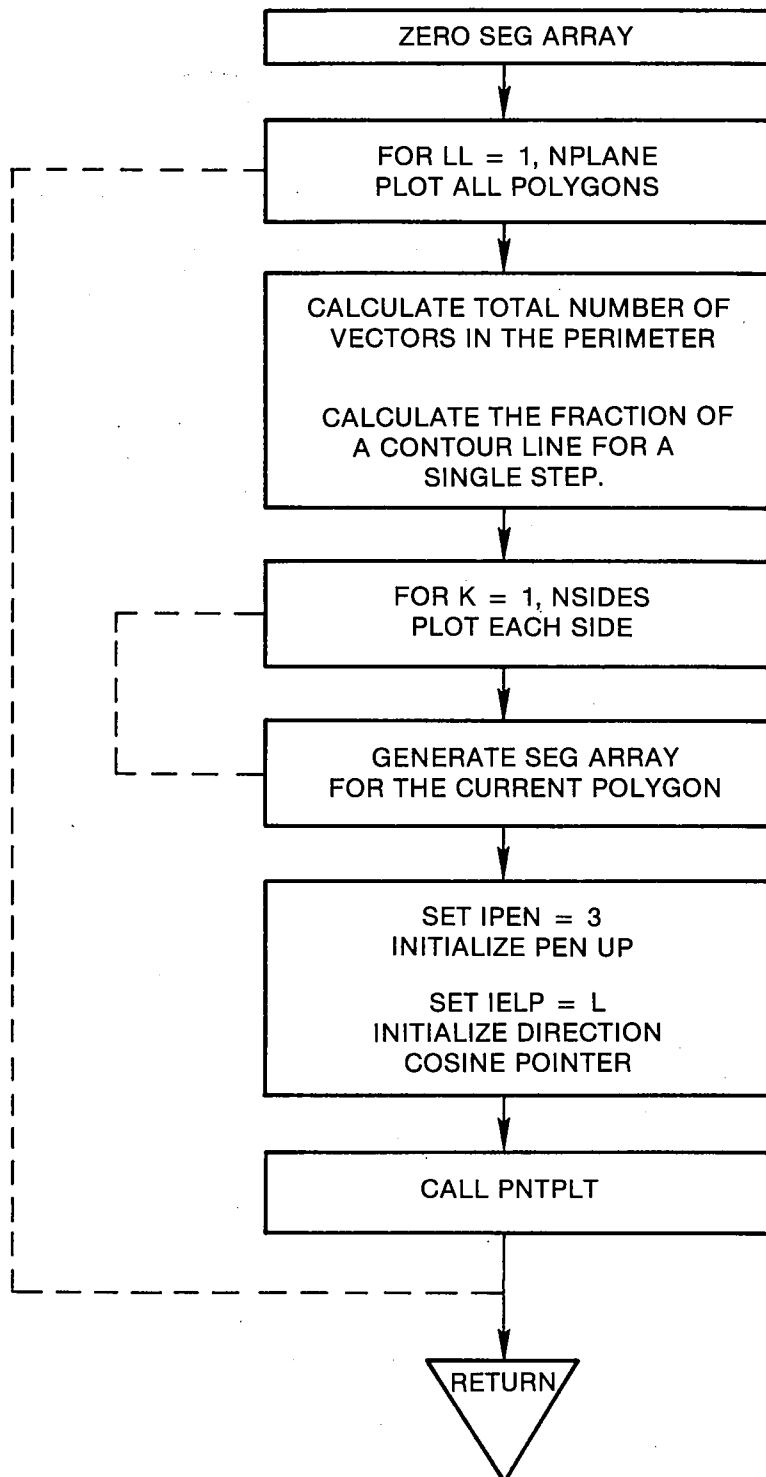 ZERO SEG ARRAY
FOR LL = 1, NPLANE
PLOT ALL POLYGONS
CALCULATE TOTAL NUMBER OF
VECTORS IN THE PERIMETER
CALCULATE THE FRACTION OF
A CONTOUR LINE FOR A
SINGLE STEP.
FOR K = 1, NSIDES
PLOT EACH SIDE
GENERATE SEG ARRAY
FOR THE CURRENT POLYGON
SET IPEN = 3
INITIALIZE PEN UP
SET IELP = L
INITIALIZE DIRECTION
COSINE POINTER
CALL PNTPLT
RETURN